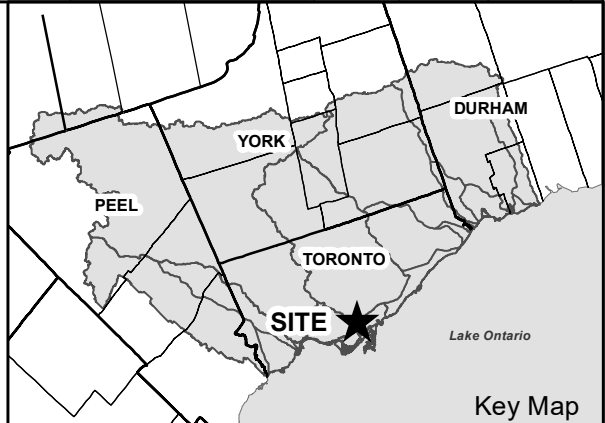 DURHAM
YORK
PEEL
TORONTO
SITE
Lake Ontario
Key Map